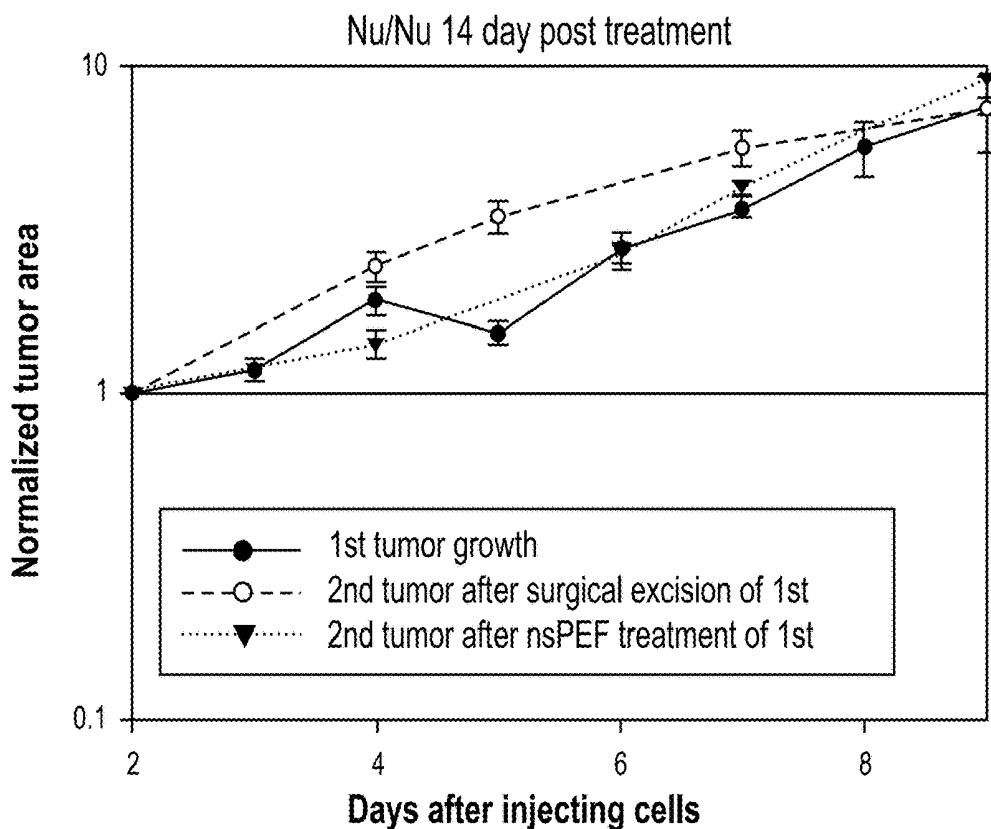 Nu/Nu 14 day post treatment
10
1
0.1
Normalized tumor area
1st tumor growth
2nd tumor after surgical excision of 1st
2nd tumor after nsPEF treatment of 1st
2 4 6 8
Days after injecting cells